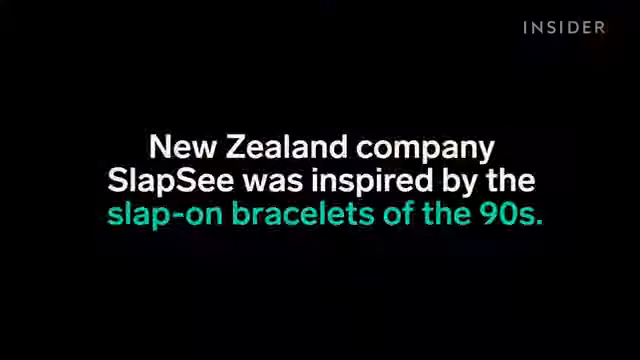 INSIDER
New Zealand company
SlapSee was inspired by the
slap-on bracelets of the 90s.